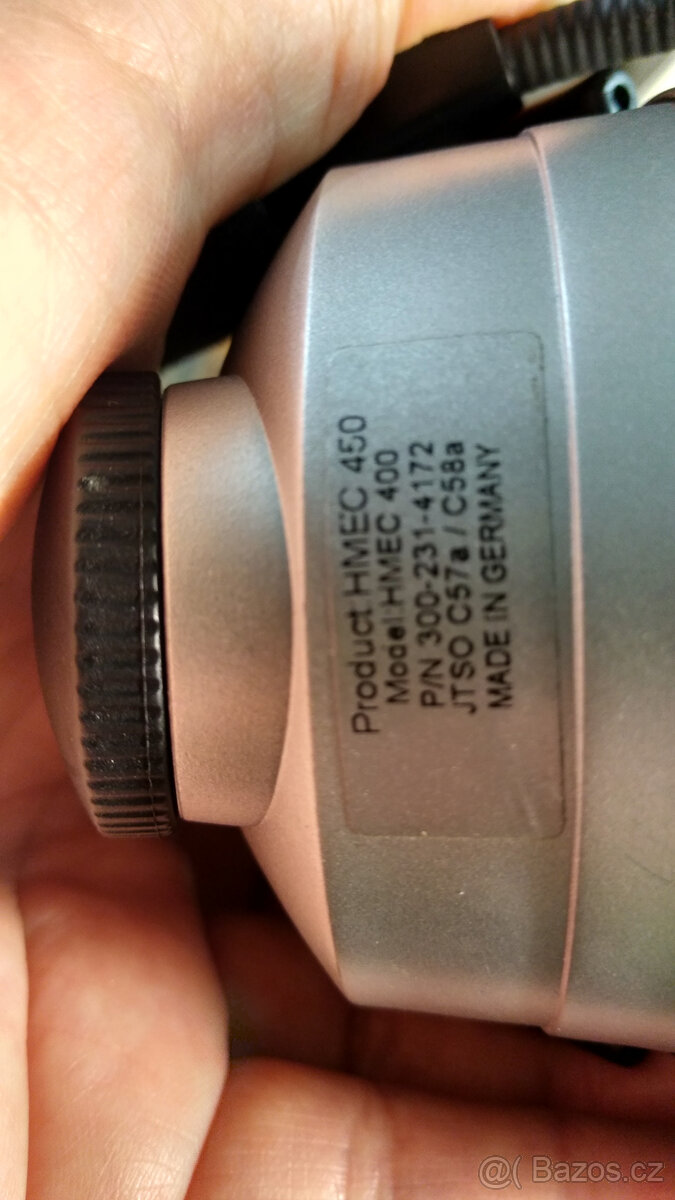 Product HMEC 450
Model:HMEC 400
P/N 300-231-4172
JTSO C57a / C58a
MADE IN GERMANY
@( Bazos.cz